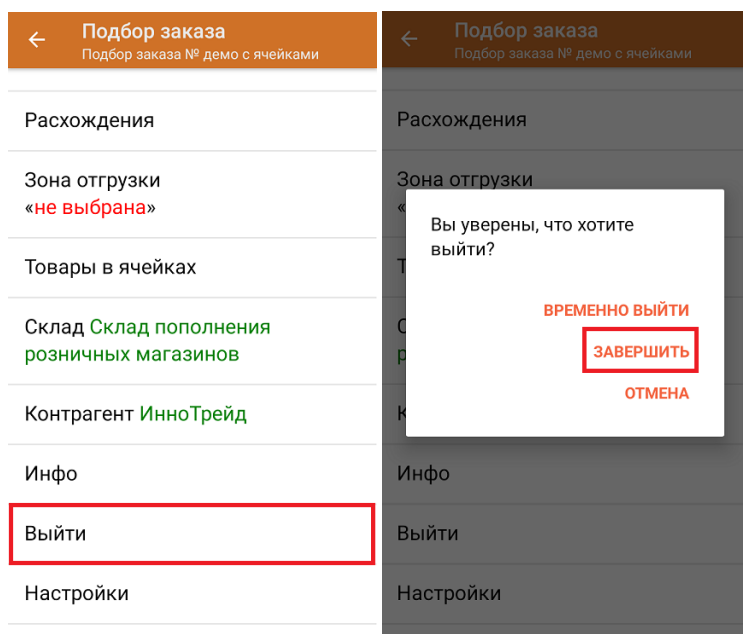 Подбор заказа
Подбор заказа № демо с ячейками
Расхождения
Зона отгрузки
«не выбрана»
Товары в ячейках
Склад Склад пополнения
розничных магазинов
Контрагент ИнноТрейд
Инфо
Выйти
Настройки
Подбор заказа
Подбор заказа № демо с ячейками
Расхождения
Зона отгрузки
«
Вы уверены, что хотите
выйти?
Т
ВРЕМЕННО ВЫЙТИ
С
ЗАВЕРШИТЬ
р
ОТМЕНА
К
Инфо
Выйти
Настройки